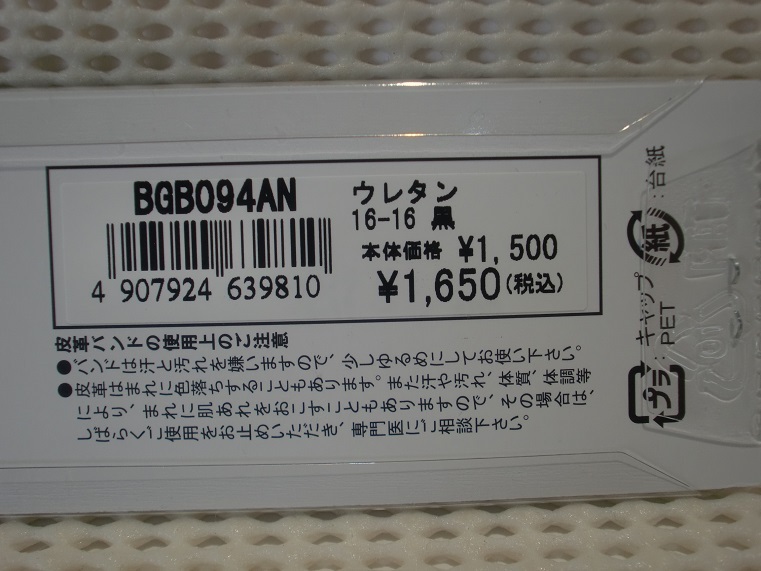 BGB094AN
4 907924 639810
ウレタン
16-16 黒
本体価格 ¥1,500
¥1,650(税込)
皮革バンドの使用上のご注意
●バンドは汗と汚れを嫌いますので、少しゆるめにしてお使い下さい。
●皮革はまれに色落ちすることもあります。また汗や汚れ、体質、体調等
により、まれに肌あれをおこすこともありますので、その場合は、
しばらくご使用をお止めいただき、専門医にご相談下さい。
紙
:台紙
プラ
:キャップ
:PET